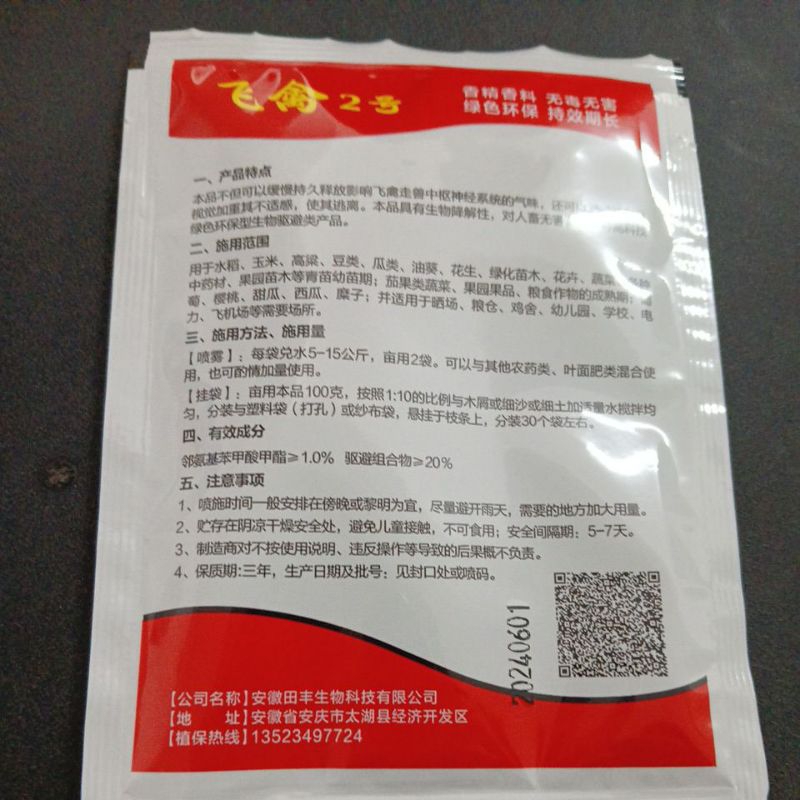 飞禽2号
香精香料 无毒无害
绿色环保 持效期长
一、产品特点
本品不但可以缓慢持久释放影响飞禽走兽中枢神经系统的气味，还可以
视觉加重其不适感，使其逃离。本品具有生物降解性，对人畜无害
绿色环保型生物驱避类产品。
二、施用范围
用于水稻、玉米、高粱、豆类、瓜类、油葵、花生、绿化苗木、花卉、蔬菜
中药材、果园苗木等青苗幼苗期；茄果类蔬菜、果园果品、粮食作物的成熟期；
萄、樱桃、甜瓜、西瓜、糜子；并适用于晒场、粮仓、鸡舍、幼儿园、学校、电
力、飞机场等需要场所。
三、施用方法、施用量
【喷雾】：每袋兑水5-15公斤，亩用2袋。可以与其他农药类、叶面肥类混合使
用，也可酌情加量使用。
【挂袋】：亩用本品100克，按照1:10的比例与木屑或细沙或细土加适量水搅拌均
匀，分装与塑料袋（打孔）或纱布袋，悬挂于枝条上，分装30个袋左右。
四、有效成分
邻氨基苯甲酸甲酯≥1.0% 驱避组合物≥20%
五、注意事项
1、喷施时间一般安排在傍晚或黎明为宜，尽量避开雨天，需要的地方加大用量。
2、贮存在阴凉干燥安全处，避免儿童接触，不可食用；安全间隔期：5-7天。
3、制造商对不按使用说明、违反操作等导致的后果概不负责。
4、保质期:三年，生产日期及批号：见封口处或喷码。
20240601
【公司名称】安徽田丰生物科技有限公司
【地 址】安徽省安庆市太湖县经济开发区
【植保热线】13523497724